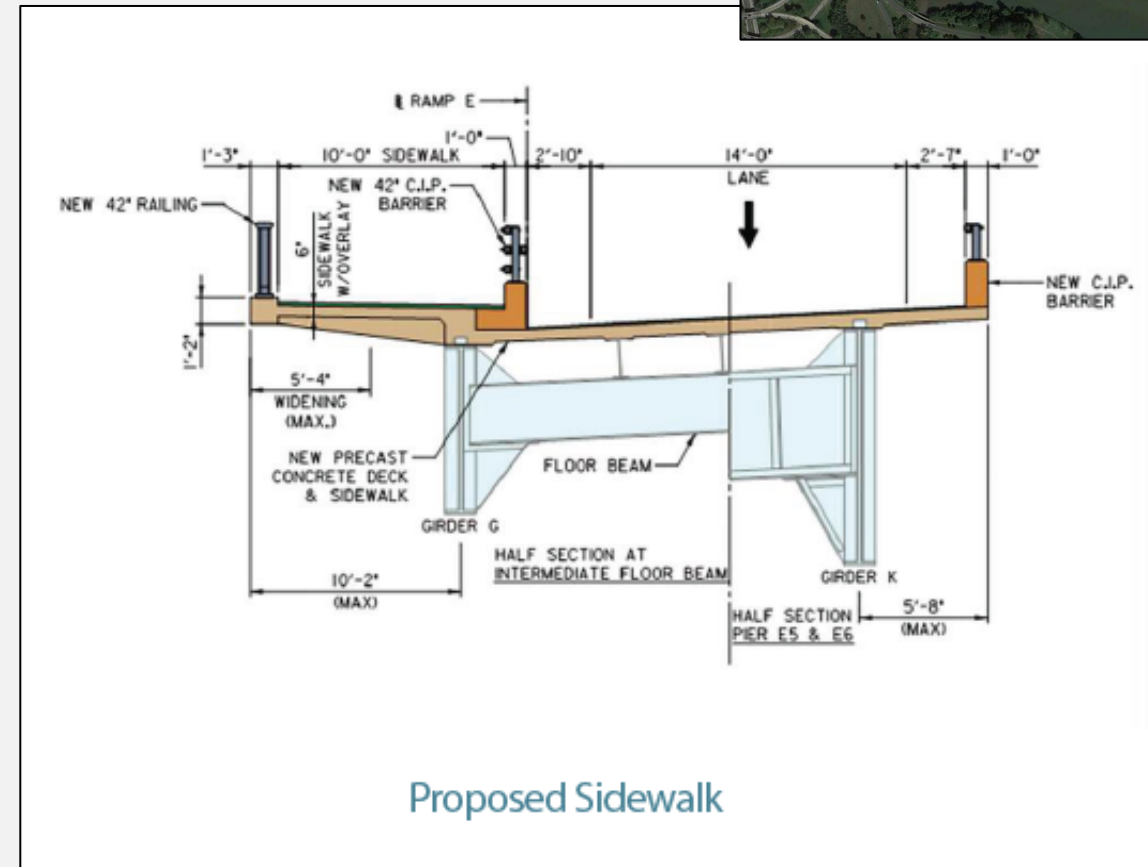 ℄ RAMP E
1'-0"
1'-3"
10'-0" SIDEWALK
2'-10"
14'-0"
LANE
2'-7"
1'-0"
NEW 42" C.I.P.
BARRIER
NEW 42" RAILING
6"
SIDEWALK
W/OVERLAY
NEW C.I.P.
BARRIER
1'-2"
5'-4"
WIDENING
(MAX.)
NEW PRECAST
CONCRETE DECK
& SIDEWALK
FLOOR BEAM
GIRDER G
HALF SECTION AT
INTERMEDIATE FLOOR BEAM
GIRDER K
10'-2"
(MAX)
HALF SECTION
PIER E5 & E6
5'-8"
(MAX)
Proposed Sidewalk